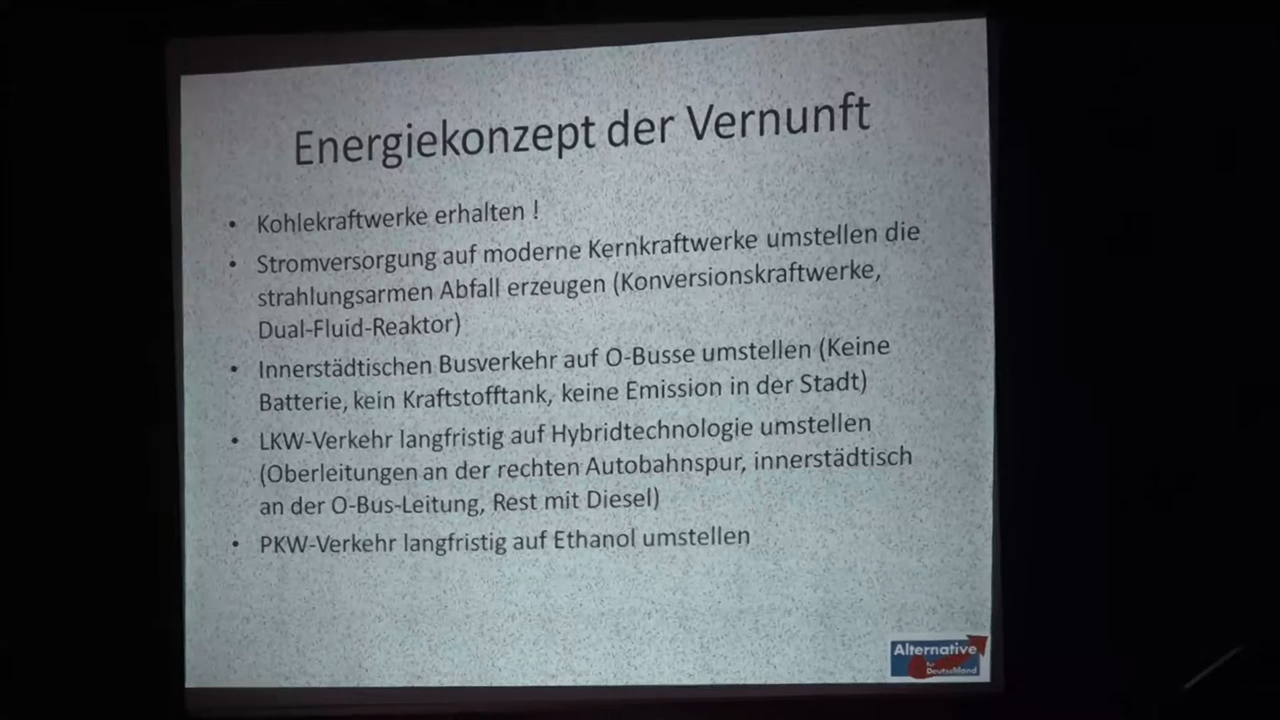 Energiekonzept der Vernunft
• Kohlekraftwerke erhalten !
• Stromversorgung auf moderne Kernkraftwerke umstellen die
strahlungsarmen Abfall erzeugen (Konversionskraftwerke,
Dual-Fluid-Reaktor)
• Innerstädtischen Busverkehr auf O-Busse umstellen (Keine
Batterie, kein Kraftstofftank, keine Emission in der Stadt)
• LKW-Verkehr langfristig auf Hybridtechnologie umstellen
(Oberleitungen an der rechten Autobahnspur, innerstädtisch
an der O-Bus-Leitung, Rest mit Diesel)
• PKW-Verkehr langfristig auf Ethanol umstellen
Alternative
für
Deutschland